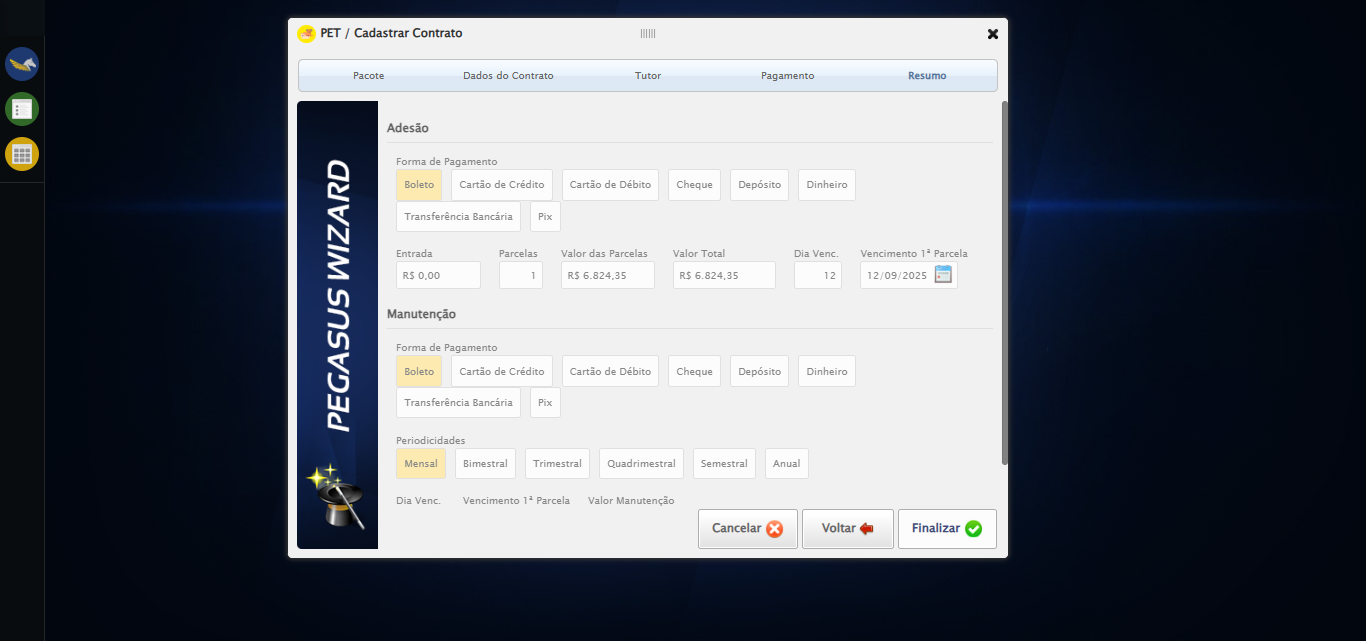 PET / Cadastrar Contrato
Pacote Dados do Contrato Tutor Pagamento Resumo
PEGASUS WIZARD
Adesão
Forma de Pagamento
Boleto Cartão de Crédito Cartão de Débito Cheque Depósito Dinheiro
Transferência Bancária Pix
Entrada Parcelas Valor das Parcelas Valor Total Dia Venc. Vencimento 1ª Parcela
R$ 0,00 1 R$ 6.824,35 R$ 6.824,35 12 12/09/2025
Manutenção
Forma de Pagamento
Boleto Cartão de Crédito Cartão de Débito Cheque Depósito Dinheiro
Transferência Bancária Pix
Periodicidades
Mensal Bimestral Trimestral Quadrimestral Semestral Anual
Dia Venc. Vencimento 1ª Parcela Valor Manutenção
Cancelar Voltar Finalizar